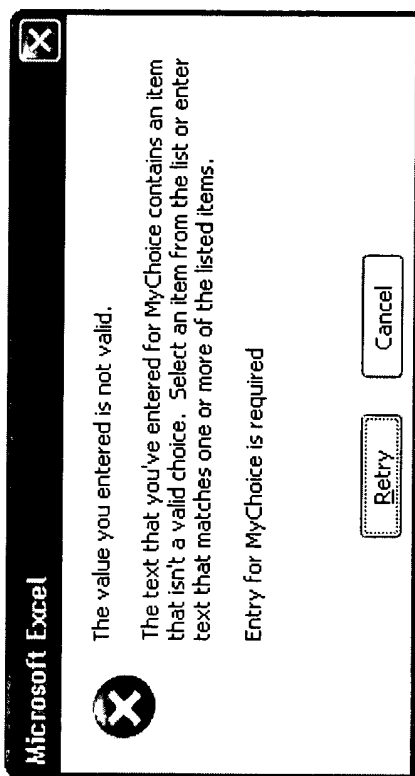 Microsoft Excel
The value you entered is not valid.
The text that you've entered for MyChoice contains an item
that isn't a valid choice.  Select an item from the list or enter
text that matches one or more of the listed items.
Entry for MyChoice is required
Retry
Cancel